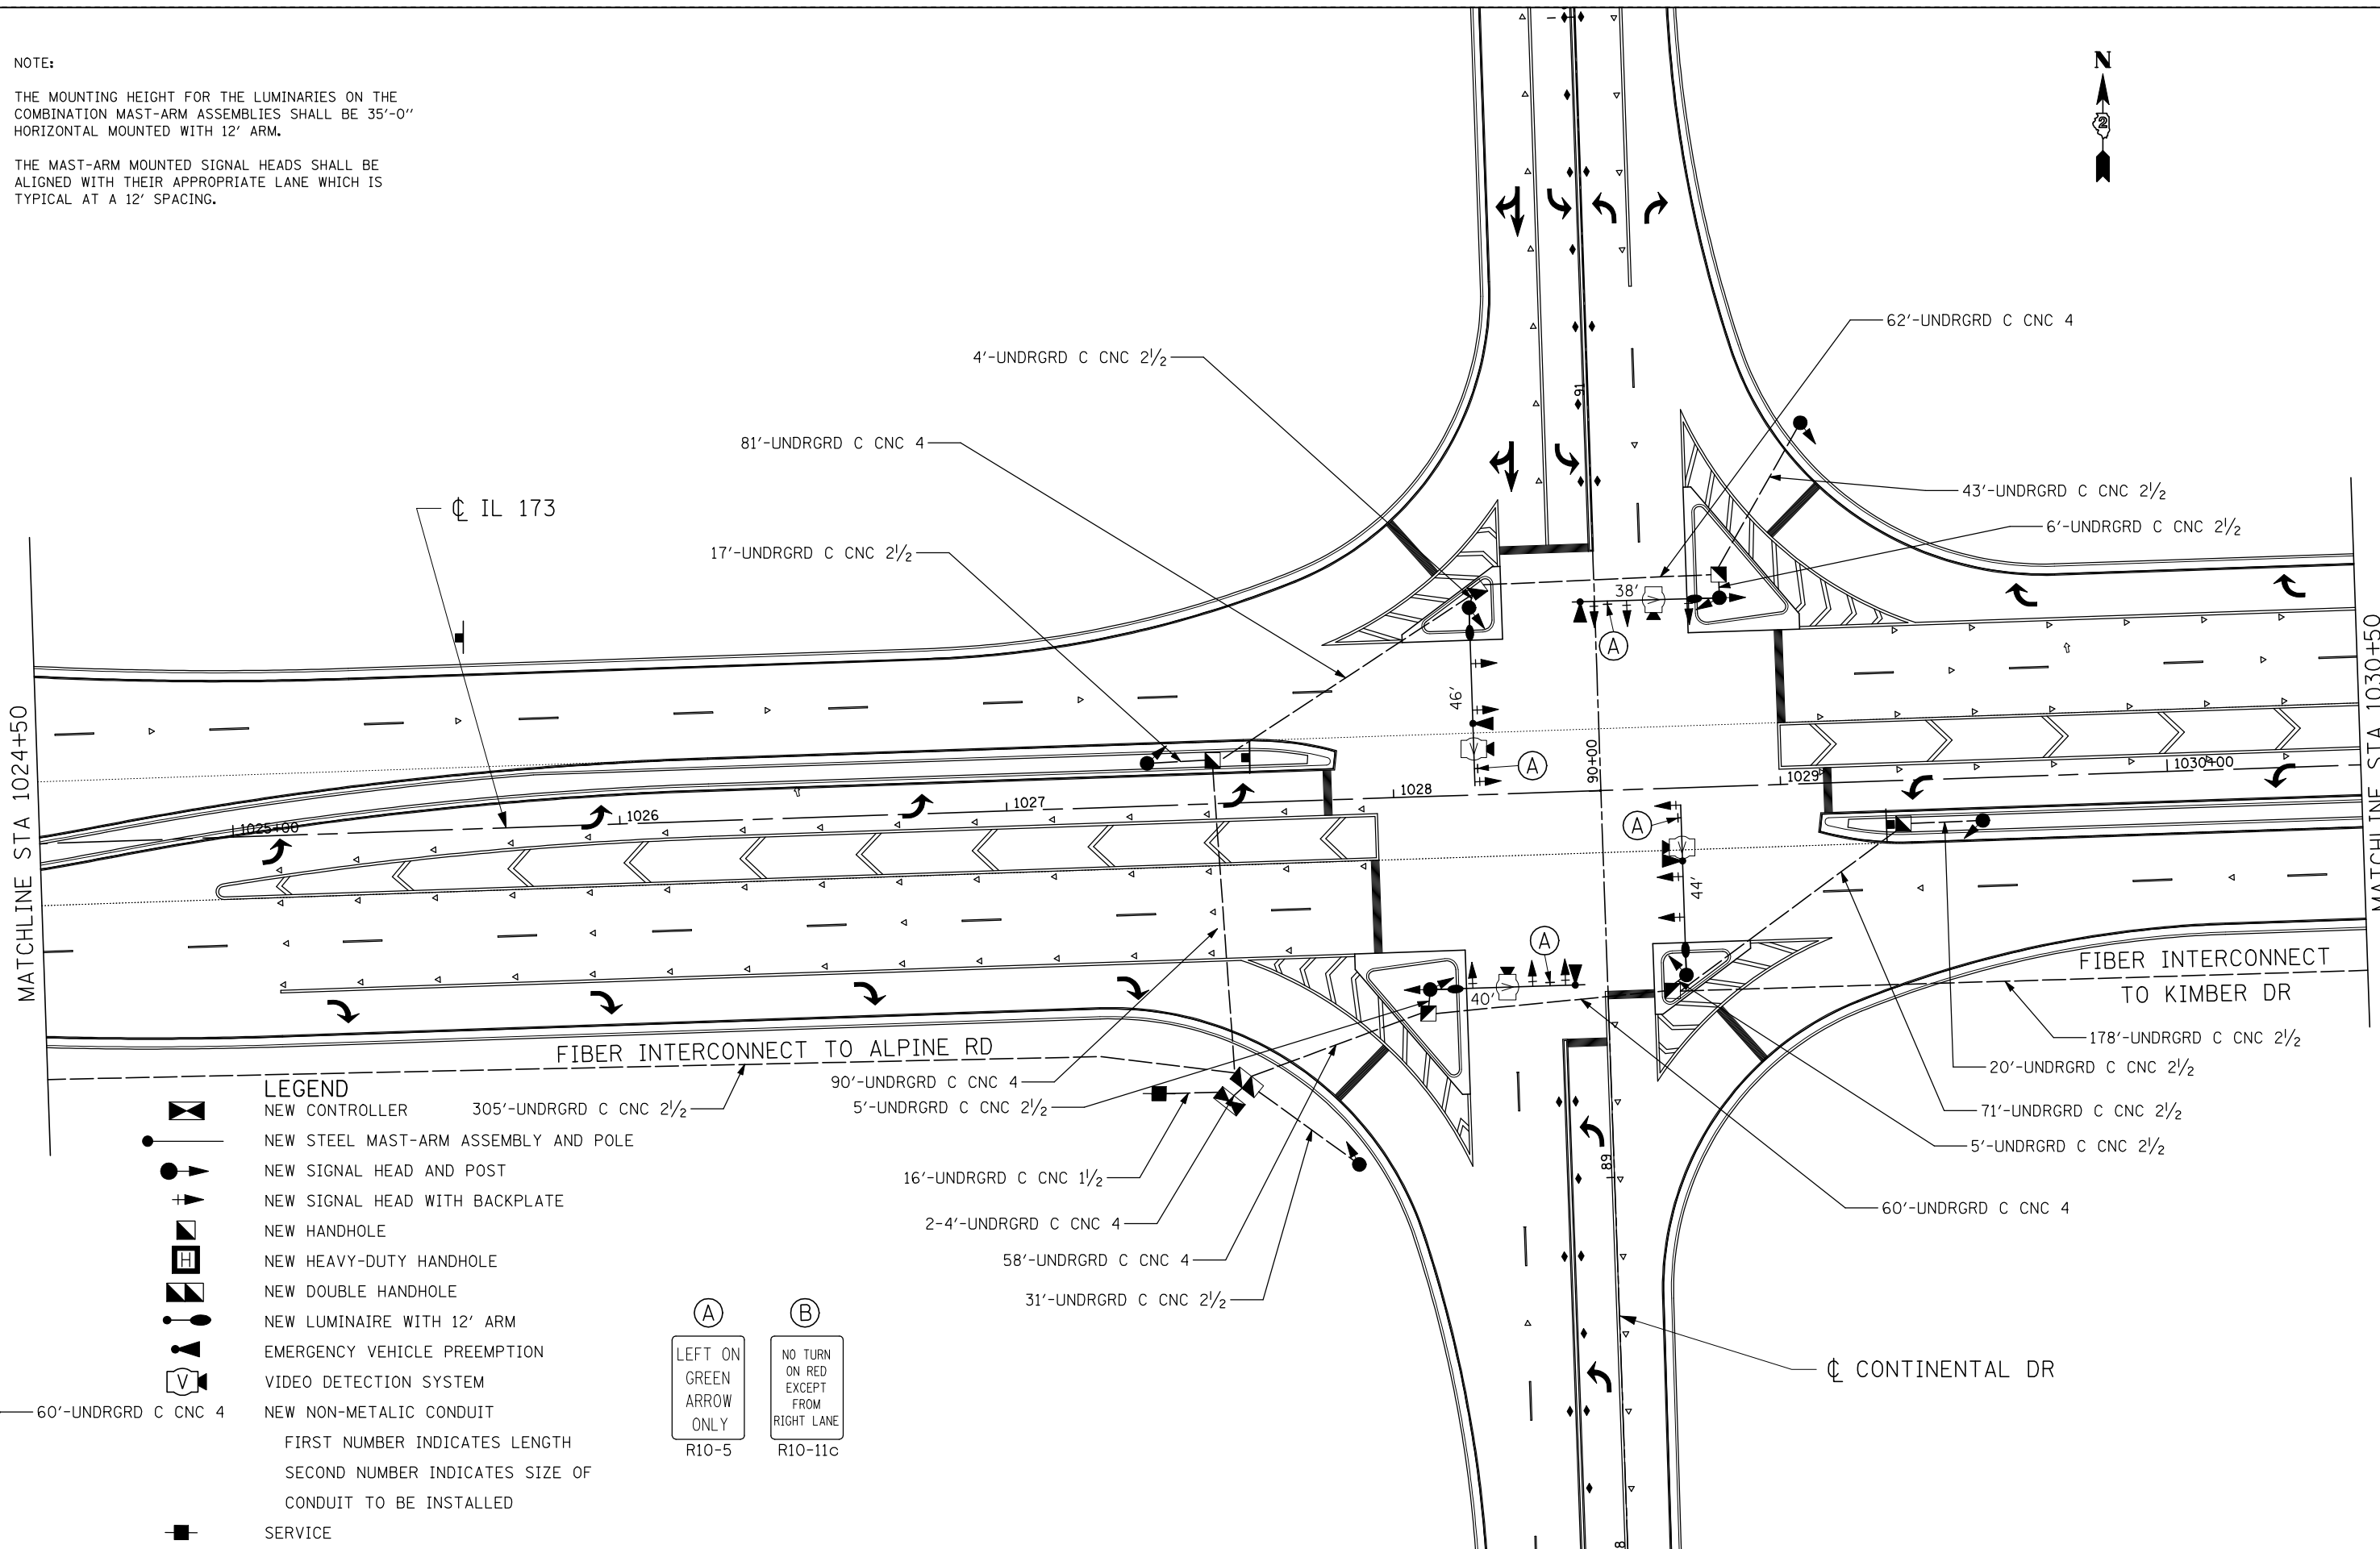 NOTE:
THE MOUNTING HEIGHT FOR THE LUMINARIES ON THE
COMBINATION MAST-ARM ASSEMBLIES SHALL BE 35'-0''
HORIZONTAL MOUNTED WITH 12' ARM.
THE MAST-ARM MOUNTED SIGNAL HEADS SHALL BE
ALIGNED WITH THEIR APPROPRIATE LANE WHICH IS
TYPICAL AT A 12' SPACING.
N
2
62'-UNDRGRD C CNC 4
4'-UNDRGRD C CNC 2½
91
81'-UNDRGRD C CNC 4
43'-UNDRGRD C CNC 2½
℄ IL 173
6'-UNDRGRD C CNC 2½
17'-UNDRGRD C CNC 2½
38'
A
46'
V
V
A
90+00
MATCHLINE STA 1024+50
MATCHLINE STA 1030+50
1025+00
1026
1027
1028
1029
1030+00
A
V
44'
A
V
40'
FIBER INTERCONNECT
TO KIMBER DR
FIBER INTERCONNECT TO ALPINE RD
178'-UNDRGRD C CNC 2½
20'-UNDRGRD C CNC 2½
90'-UNDRGRD C CNC 4
5'-UNDRGRD C CNC 2½
71'-UNDRGRD C CNC 2½
5'-UNDRGRD C CNC 2½
89
16'-UNDRGRD C CNC 1½
60'-UNDRGRD C CNC 4
2-4'-UNDRGRD C CNC 4
58'-UNDRGRD C CNC 4
31'-UNDRGRD C CNC 2½
℄ CONTINENTAL DR
LEGEND
NEW CONTROLLER
305'-UNDRGRD C CNC 2½
NEW STEEL MAST-ARM ASSEMBLY AND POLE
NEW SIGNAL HEAD AND POST
NEW SIGNAL HEAD WITH BACKPLATE
NEW HANDHOLE
H NEW HEAVY-DUTY HANDHOLE
NEW DOUBLE HANDHOLE
NEW LUMINAIRE WITH 12' ARM
EMERGENCY VEHICLE PREEMPTION
V VIDEO DETECTION SYSTEM
60'-UNDRGRD C CNC 4 NEW NON-METALIC CONDUIT
FIRST NUMBER INDICATES LENGTH
SECOND NUMBER INDICATES SIZE OF
CONDUIT TO BE INSTALLED
SERVICE
A
LEFT ON
GREEN
ARROW
ONLY
R10-5
B
NO TURN
ON RED
EXCEPT
FROM
RIGHT LANE
R10-11c